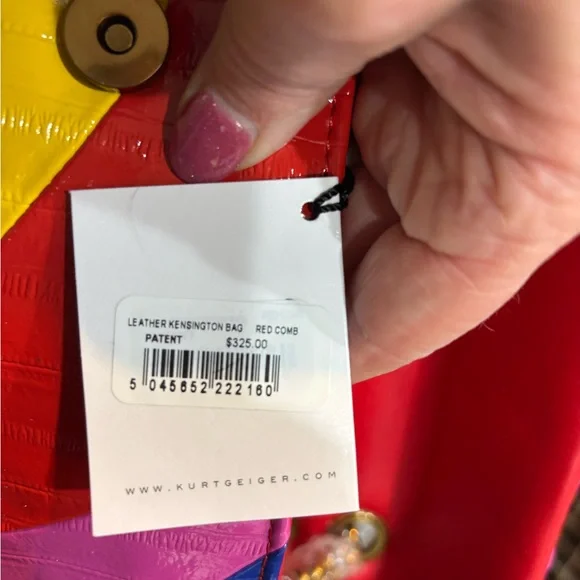 LEATHER KENSINGTON BAG RED COMB
PATENT $325.00
5 045652 222160
WWW.KURTGEIGER.COM